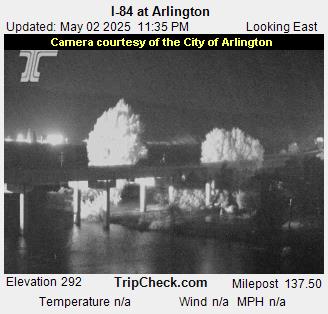 I-84 at Arlington
Updated: May 02 2025 11:35 PM Looking East
Camera courtesy of the City of Arlington
Elevation 292 TripCheck.com Milepost 137.50
Temperature n/a Wind n/a MPH n/a